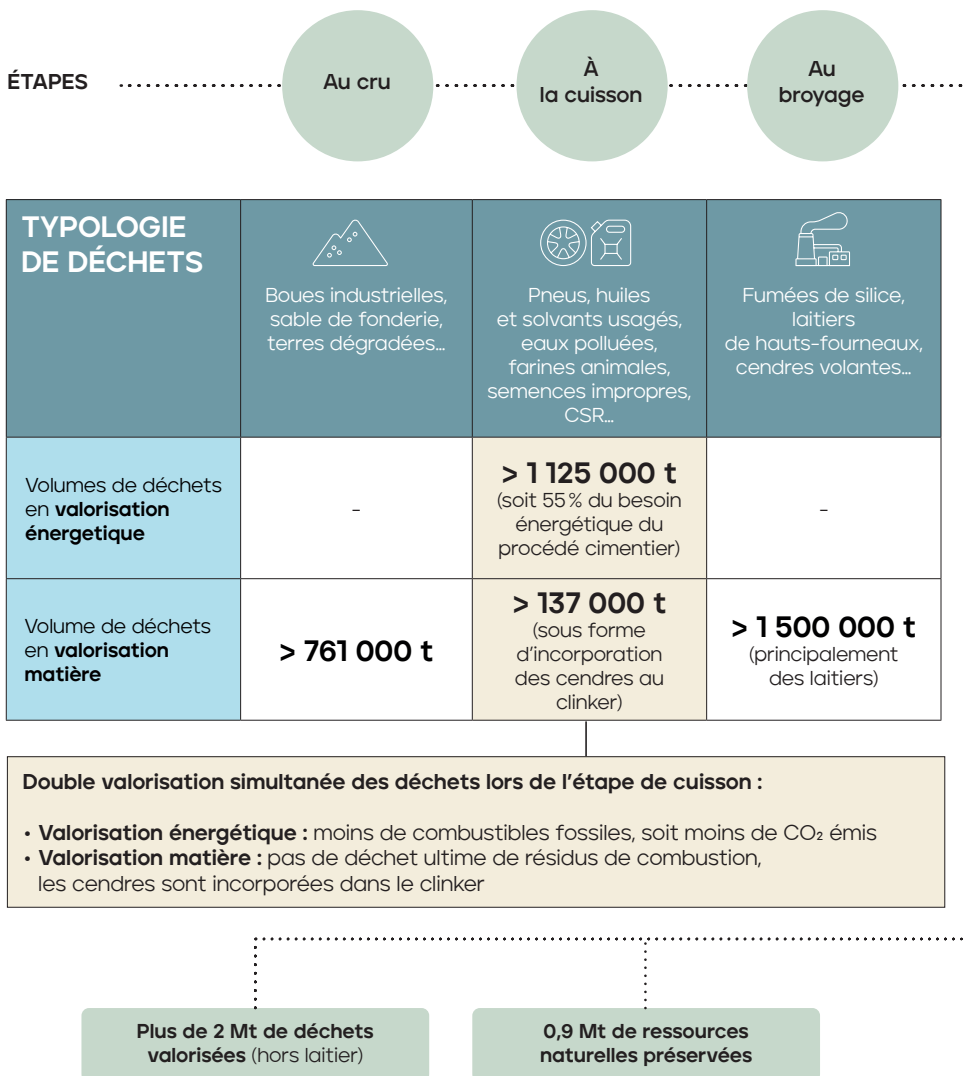 ÉTAPES
Au cru
À
la cuisson
Au
broyage
TYPOLOGIE
DE DÉCHETS
Boues industrielles,
sable de fonderie,
terres dégradées…
Pneus, huiles
et solvants usagés,
eaux polluées,
farines animales,
semences impropres,
CSR…
Fumées de silice,
laitiers
de hauts-fourneaux,
cendres volantes…
Volumes de déchets
en valorisation
énergetique
-
> 1 125 000 t
(soit 55 % du besoin
énergétique du
procédé cimentier)
-
Volume de déchets
en valorisation
matière
> 761 000 t
> 137 000 t
(sous forme
d’incorporation
des cendres au
clinker)
> 1 500 000 t
(principalement
des laitiers)
Double valorisation simultanée des déchets lors de l’étape de cuisson :
• Valorisation énergétique : moins de combustibles fossiles, soit moins de CO₂ émis
• Valorisation matière : pas de déchet ultime de résidus de combustion,
les cendres sont incorporées dans le clinker
Plus de 2 Mt de déchets
valorisées (hors laitier)
0,9 Mt de ressources
naturelles préservées